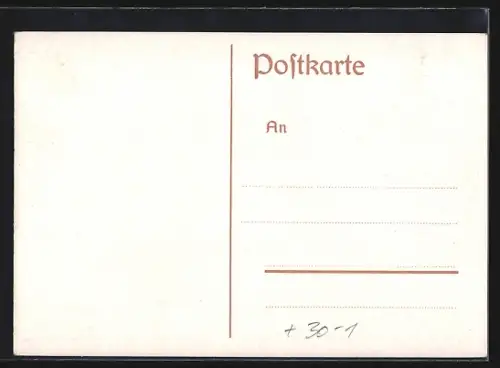 Poſtkarte
An
+ 30-1